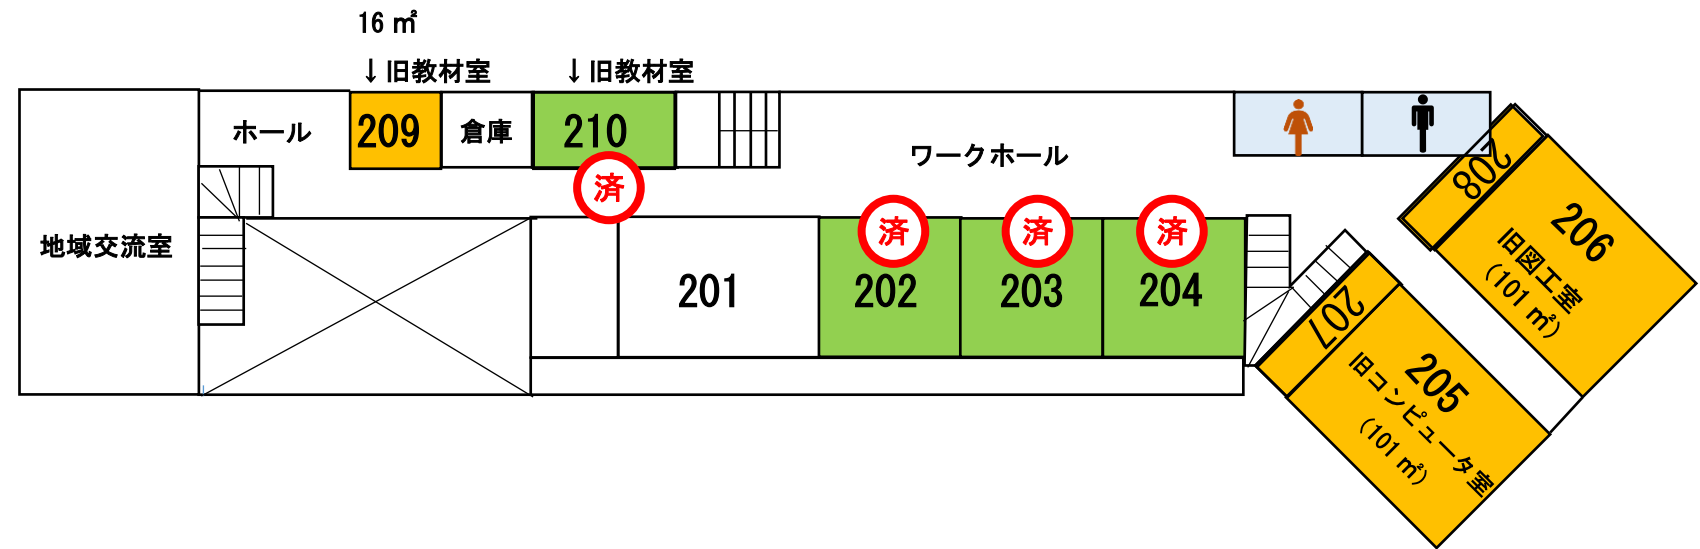 16 ㎡
↓旧教材室
↓旧教材室
ホール
209
倉庫
210
済
ワークホール
地域交流室
201
済
202
済
203
済
204
208
206
旧図工室
(101 ㎡)
207
205
旧コンピュータ室
(101 ㎡)